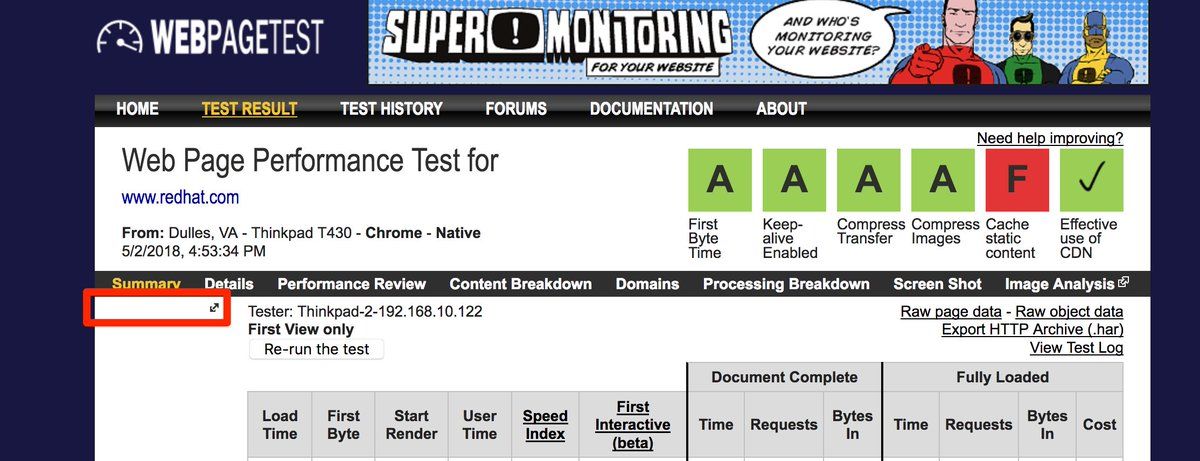 WEBPAGETEST
SUPER MONITORING
FOR YOUR WEBSITE
AND WHO'S
MONITORING
YOUR WEBSITE?
HOME TEST RESULT TEST HISTORY FORUMS DOCUMENTATION ABOUT
Need help improving?
Web Page Performance Test for
www.redhat.com
From: Dulles, VA - Thinkpad T430 - Chrome - Native
5/2/2018, 4:53:34 PM
A A A A F ✓
First Byte Time
Keep-alive Enabled
Compress Transfer
Compress Images
Cache static content
Effective use of CDN
Summary Details Performance Review Content Breakdown Domains Processing Breakdown Screen Shot Image Analysis
Tester: Thinkpad-2-192.168.10.122
First View only
Re-run the test
Raw page data - Raw object data
Export HTTP Archive (.har)
View Test Log
Document Complete Fully Loaded
Load Time First Byte Start Render User Time Speed Index First Interactive (beta) Time Requests Bytes In Time Requests Bytes In Cost